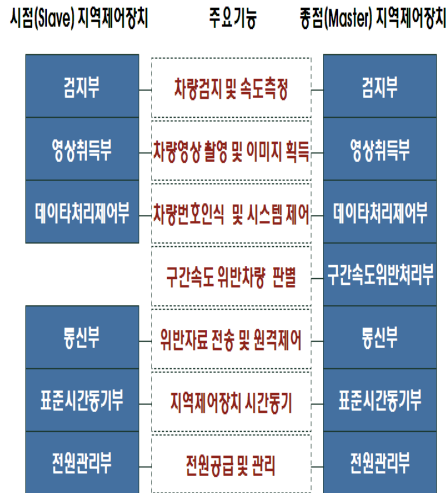 시점(Slave) 지역제어장치 주요기능 종점(Master) 지역제어장치
검지부 차량검지 및 속도측정 검지부
영상취득부 차량영상 촬영 및 이미지 획득 영상취득부
데이타처리제어부 차량번호인식 및 시스템 제어 데이타처리제어부
구간속도 위반차량 판별 구간속도위반처리부
통신부 위반자료 전송 및 원격제어 통신부
표준시간동기부 지역제어장치 시간동기 표준시간동기부
전원관리부 전원공급 및 관리 전원관리부